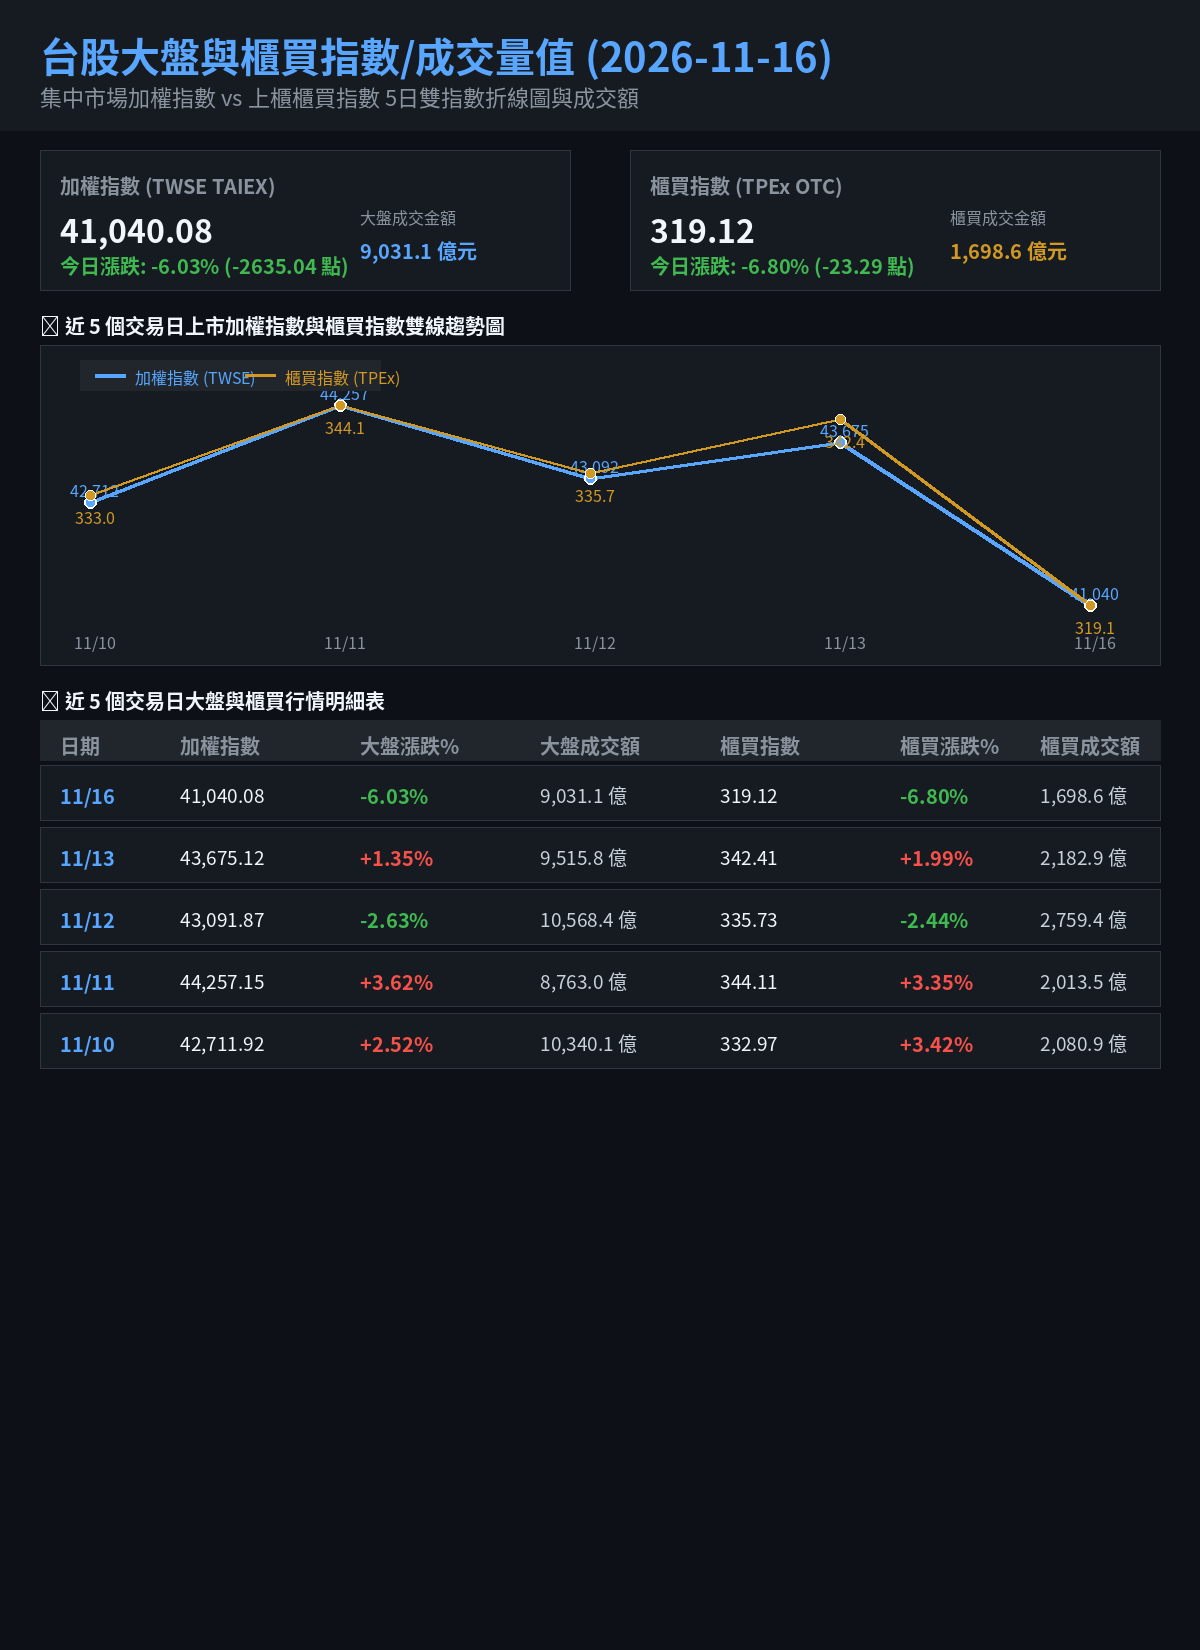 台股大盤與櫃買指數/成交量值 (2026-11-16)
集中市場加權指數 vs 上櫃櫃買指數 5日雙指數折線圖與成交額
加權指數 (TWSE TAIEX)
41,040.08
今日漲跌: -6.03% (-2635.04 點)
大盤成交金額
9,031.1 億元
櫃買指數 (TPEx OTC)
319.12
今日漲跌: -6.80% (-23.29 點)
櫃買成交金額
1,698.6 億元
近 5 個交易日上市加權指數與櫃買指數雙線趨勢圖
加權指數 (TWSE)
櫃買指數 (TPEx)
44,257
344.1
43,675
342.4
43,092
335.7
42,712
333.0
41,040
319.1
11/10 11/11 11/12 11/13 11/16
近 5 個交易日大盤與櫃買行情明細表
日期 加權指數 大盤漲跌% 大盤成交額 櫃買指數 櫃買漲跌% 櫃買成交額
11/16 41,040.08 -6.03% 9,031.1 億 319.12 -6.80% 1,698.6 億
11/13 43,675.12 +1.35% 9,515.8 億 342.41 +1.99% 2,182.9 億
11/12 43,091.87 -2.63% 10,568.4 億 335.73 -2.44% 2,759.4 億
11/11 44,257.15 +3.62% 8,763.0 億 344.11 +3.35% 2,013.5 億
11/10 42,711.92 +2.52% 10,340.1 億 332.97 +3.42% 2,080.9 億